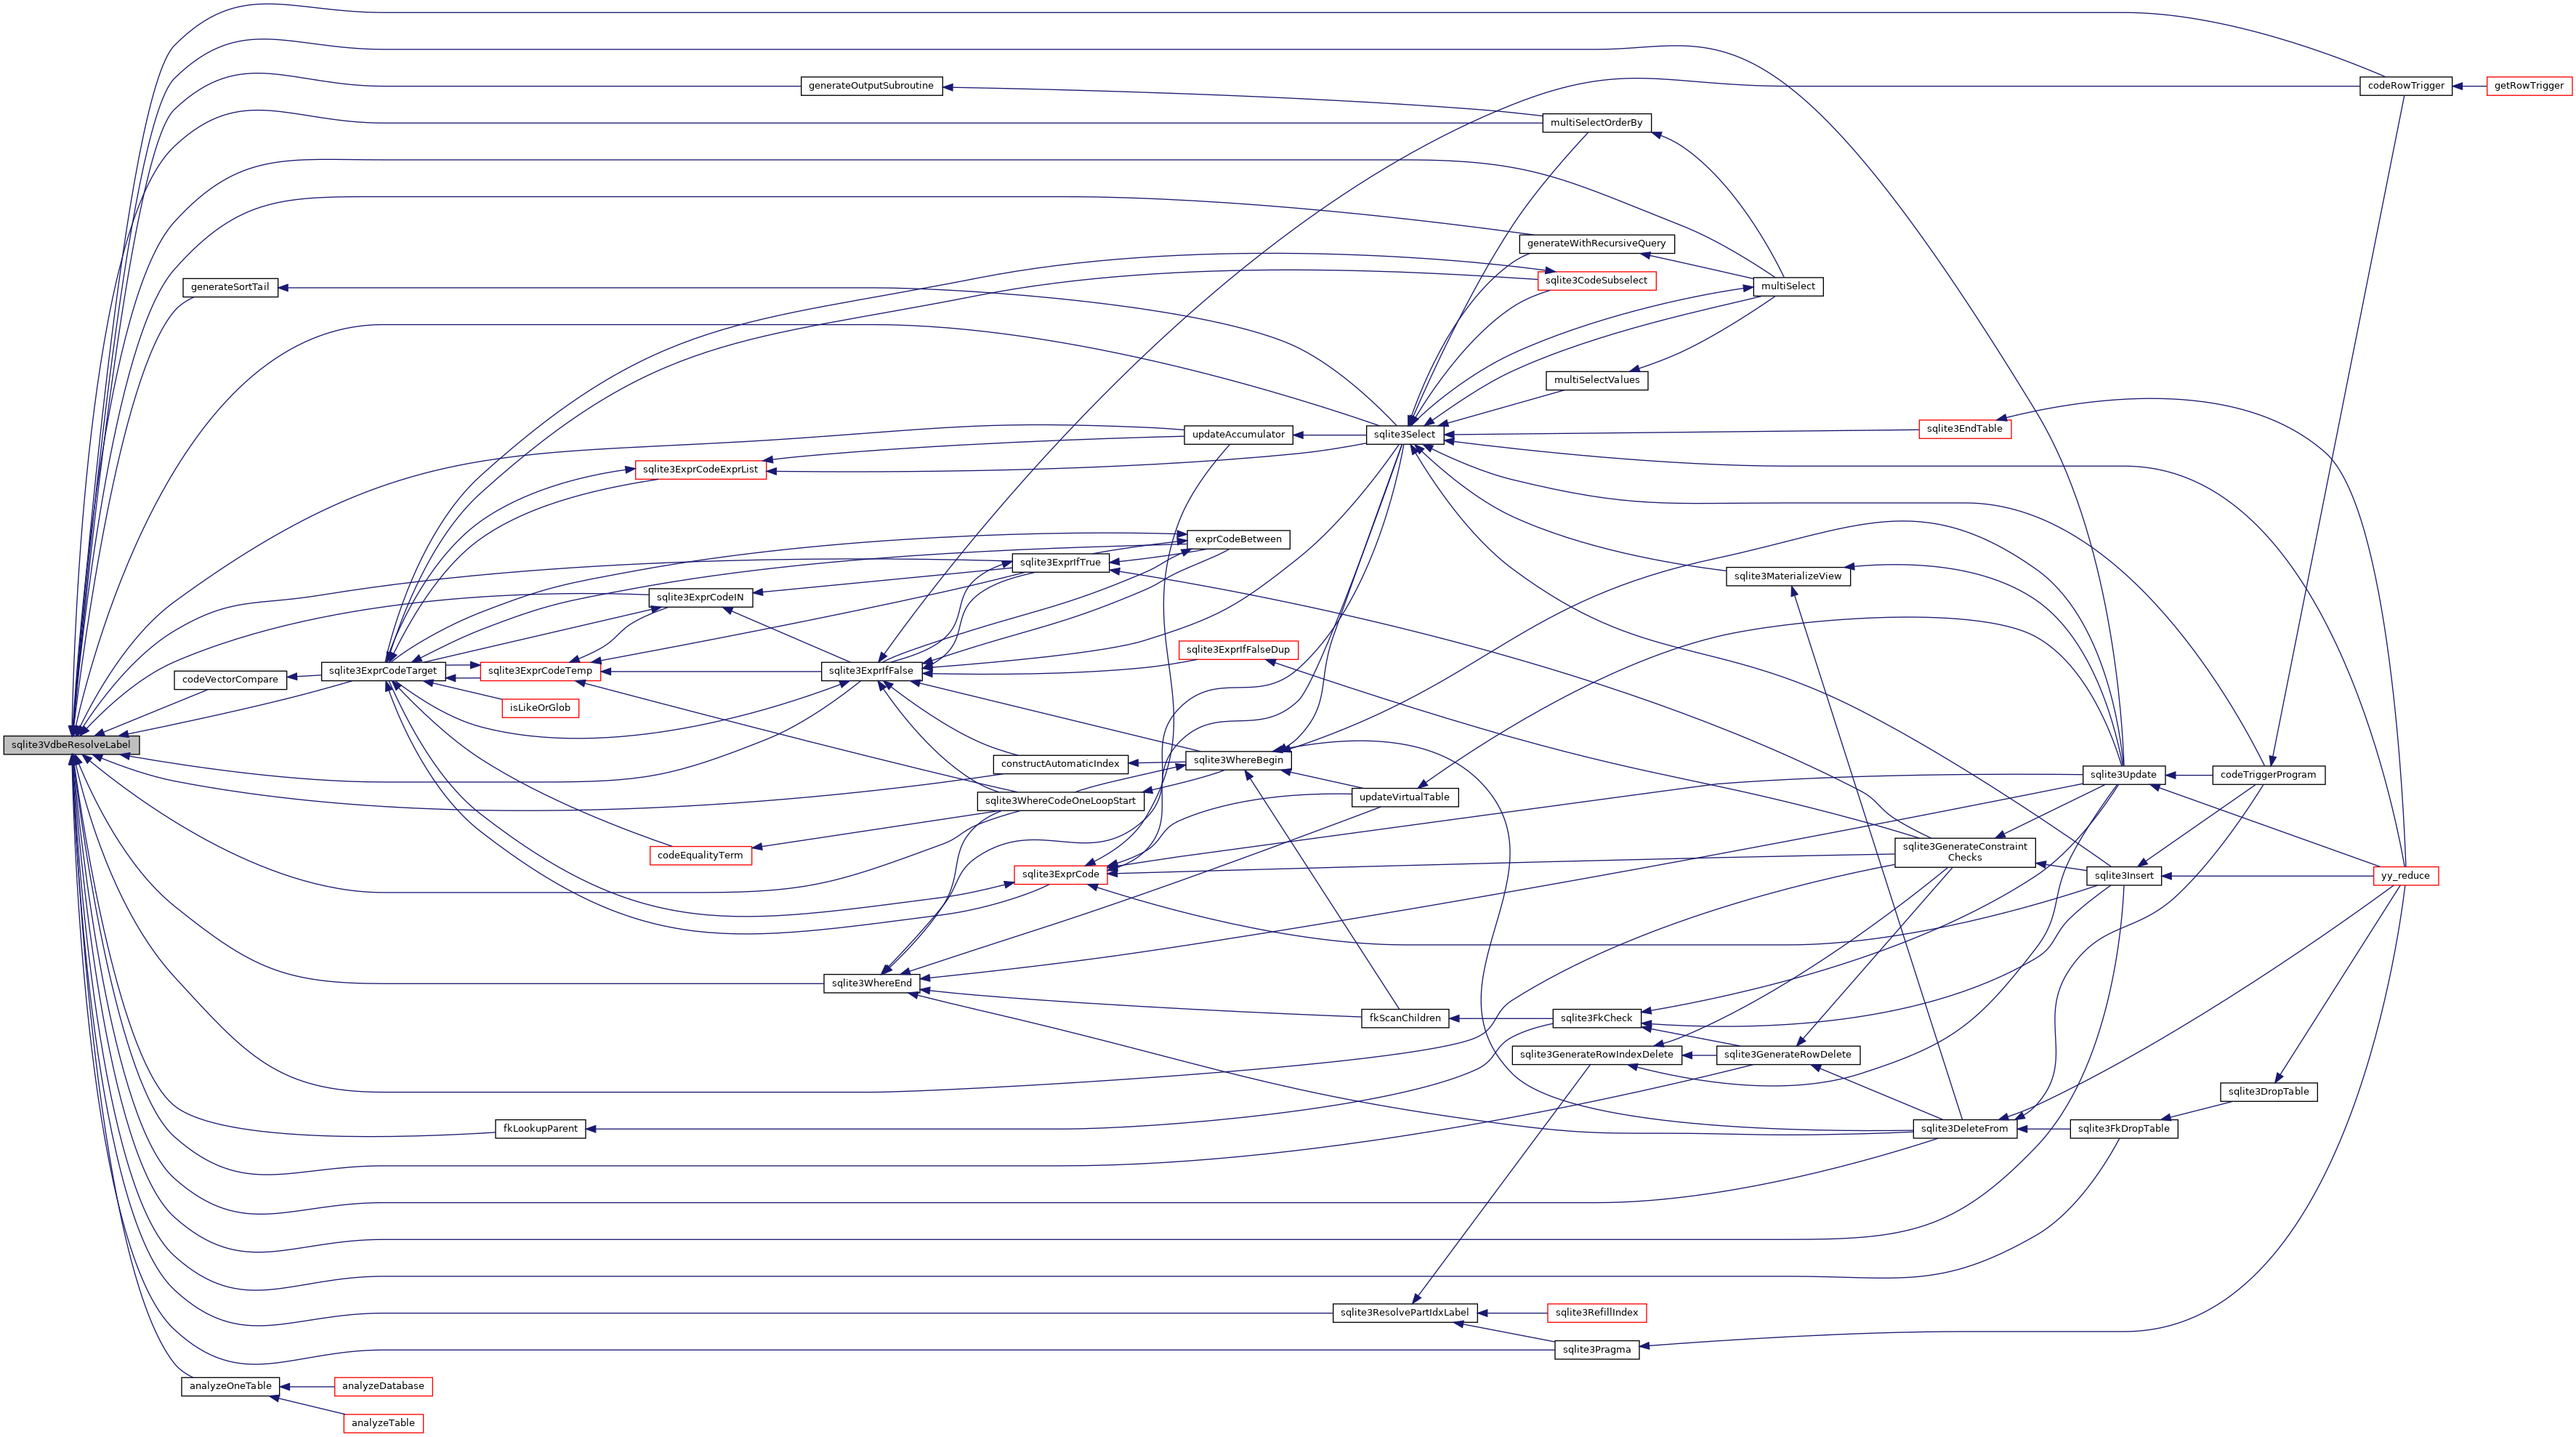 codeRowTrigger
getRowTrigger
generateOutputSubroutine
multiSelectOrderBy
generateWithRecursiveQuery
sqlite3CodeSubselect
generateSortTail
multiSelect
multiSelectValues
sqlite3EndTable
updateAccumulator
sqlite3Select
sqlite3ExprCodeExprList
exprCodeBetween
sqlite3ExprIfTrue
sqlite3MaterializeView
sqlite3ExprCodeIN
sqlite3ExprIfFalseDup
codeVectorCompare
sqlite3ExprCodeTarget
sqlite3ExprCodeTemp
sqlite3ExprIfFalse
isLikeOrGlob
sqlite3VdbeResolveLabel
constructAutomaticIndex
sqlite3WhereBegin
sqlite3Update
codeTriggerProgram
sqlite3WhereCodeOneLoopStart
updateVirtualTable
codeEqualityTerm
sqlite3GenerateConstraint
Checks
sqlite3ExprCode
sqlite3Insert
yy_reduce
sqlite3WhereEnd
fkScanChildren
sqlite3FkCheck
sqlite3GenerateRowIndexDelete
sqlite3GenerateRowDelete
sqlite3DropTable
fkLookupParent
sqlite3DeleteFrom
sqlite3FkDropTable
sqlite3ResolvePartIdxLabel
sqlite3RefillIndex
sqlite3Pragma
analyzeOneTable
analyzeDatabase
analyzeTable